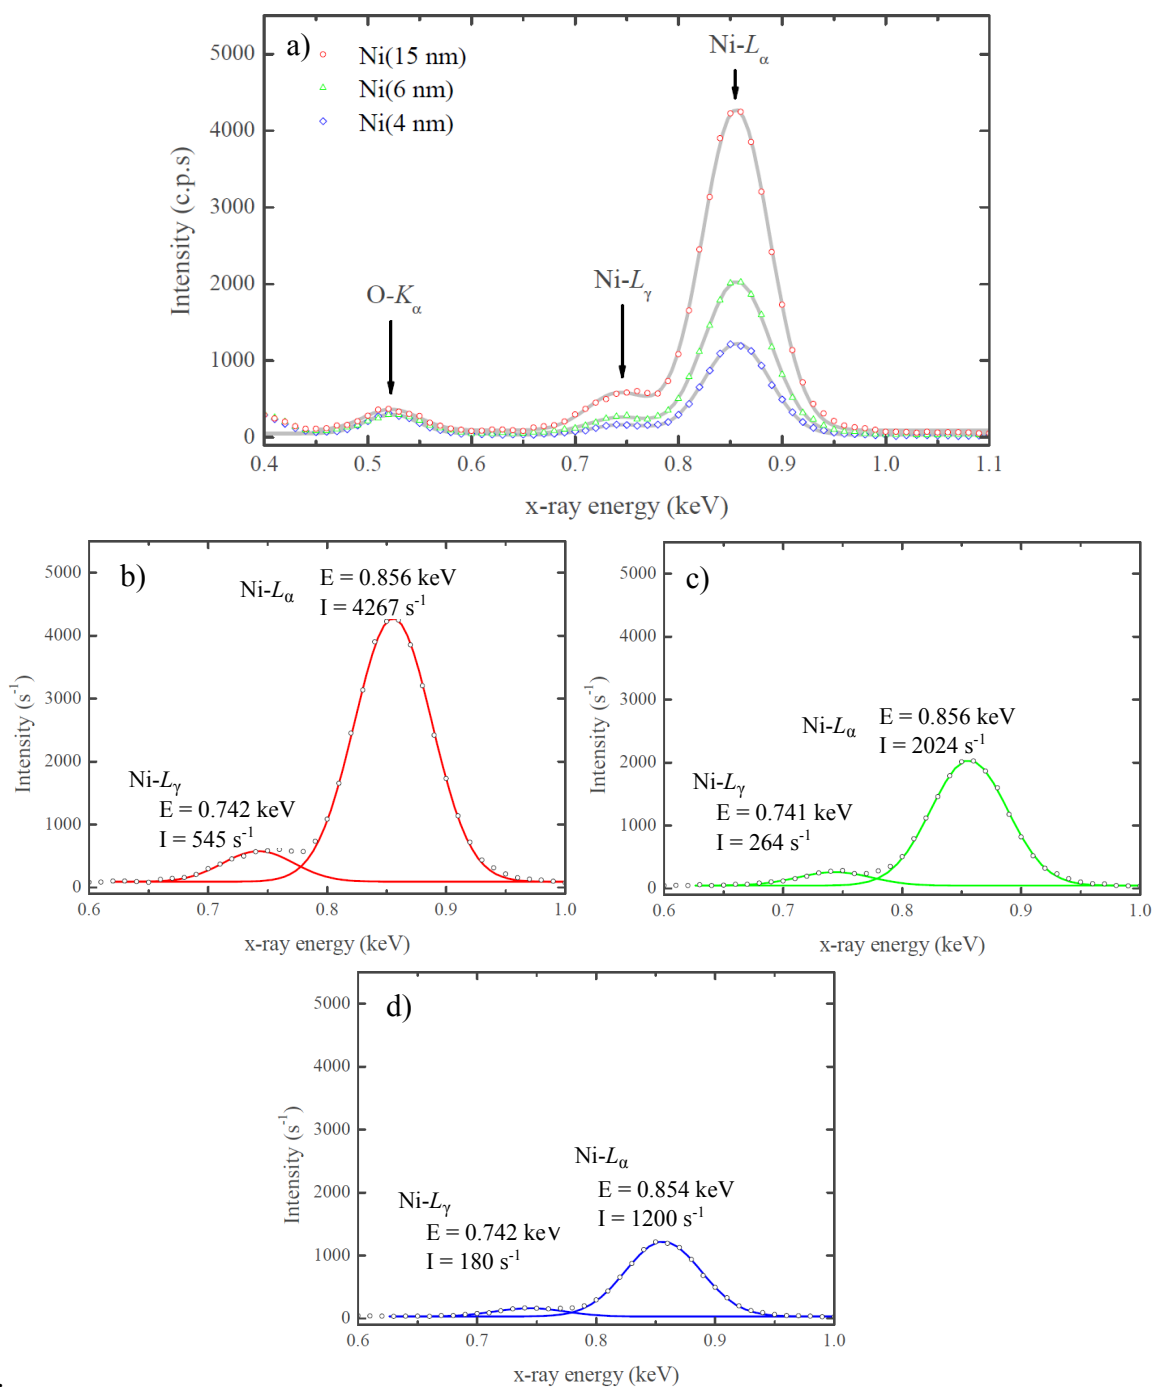 a)
Ni(15 nm)
Ni(6 nm)
Ni(4 nm)
Ni-Lα
Ni-Lγ
O-Kα
5000
4000
3000
2000
1000
0
Intensity (c.p.s)
0.4 0.5 0.6 0.7 0.8 0.9 1.0 1.1
x-ray energy (keV)
b)
Ni-Lα
E = 0.856 keV
I = 4267 s-1
Ni-Lγ
E = 0.742 keV
I = 545 s-1
5000
4000
3000
2000
1000
0
Intensity (s-1)
0.6 0.7 0.8 0.9 1.0
x-ray energy (keV)
c)
Ni-Lα
E = 0.856 keV
I = 2024 s-1
Ni-Lγ
E = 0.741 keV
I = 264 s-1
5000
4000
3000
2000
1000
0
Intensity (s-1)
0.6 0.7 0.8 0.9 1.0
x-ray energy (keV)
d)
Ni-Lα
E = 0.854 keV
I = 1200 s-1
Ni-Lγ
E = 0.742 keV
I = 180 s-1
5000
4000
3000
2000
1000
0
Intensity (s-1)
0.6 0.7 0.8 0.9 1.0
x-ray energy (keV)
.